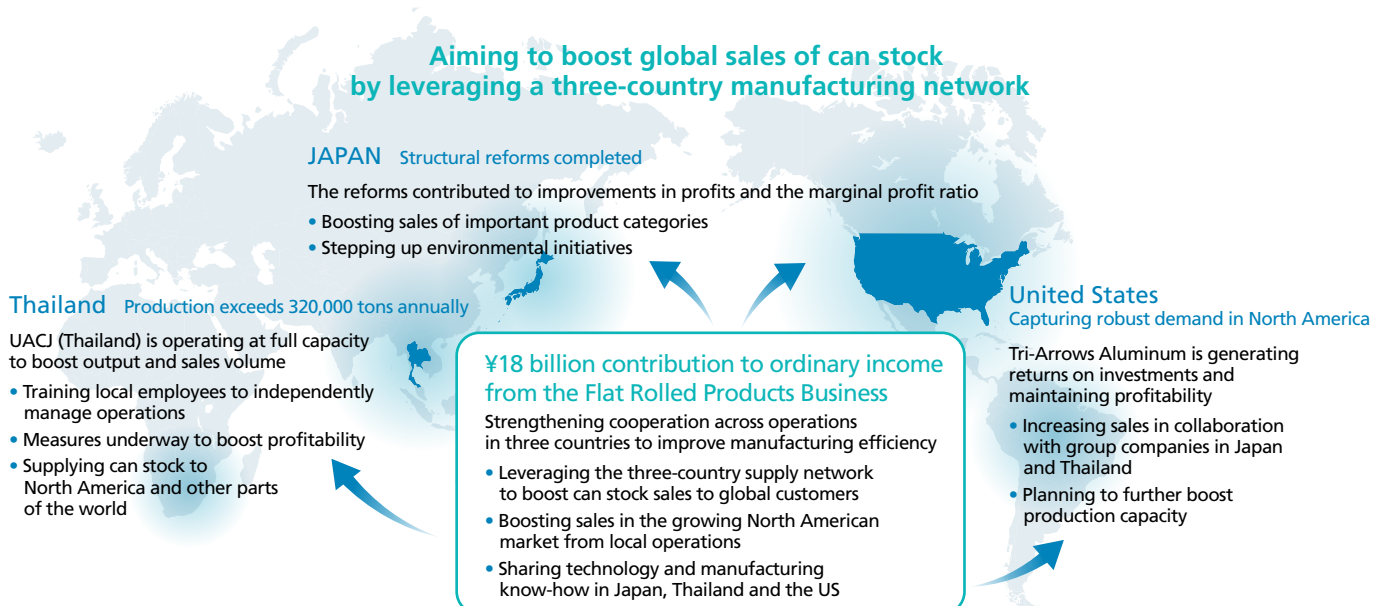 Aiming to boost global sales of can stock
by leveraging a three-country manufacturing network
JAPAN Structural reforms completed
The reforms contributed to improvements in profits and the marginal profit ratio
• Boosting sales of important product categories
• Stepping up environmental initiatives
Thailand Production exceeds 320,000 tons annually
UACJ (Thailand) is operating at full capacity
to boost output and sales volume
• Training local employees to independently
manage operations
• Measures underway to boost profitability
• Supplying can stock to
North America and other parts
of the world
¥18 billion contribution to ordinary income
from the Flat Rolled Products Business
Strengthening cooperation across operations
in three countries to improve manufacturing efficiency
• Leveraging the three-country supply network
to boost can stock sales to global customers
• Boosting sales in the growing North American
market from local operations
• Sharing technology and manufacturing
know-how in Japan, Thailand and the US
United States
Capturing robust demand in North America
Tri-Arrows Aluminum is generating
returns on investments and
maintaining profitability
• Increasing sales in collaboration
with group companies in Japan
and Thailand
• Planning to further boost
production capacity